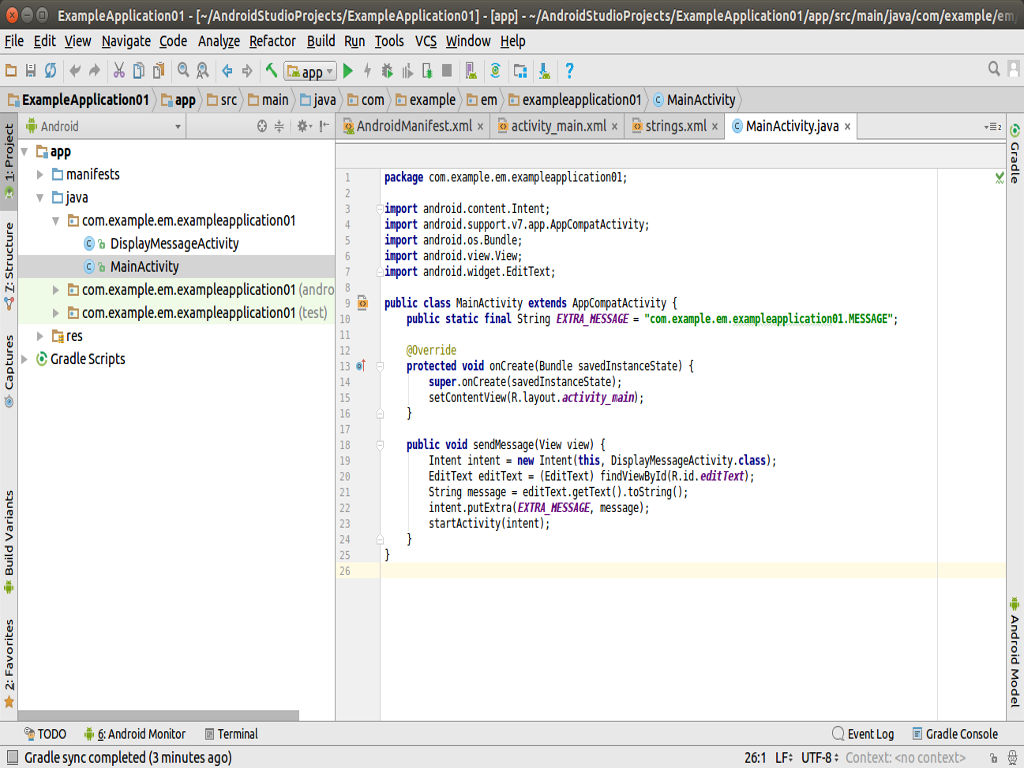 ExampleApplication01 - [~/AndroidStudioProjects/ExampleApplication01] - [app] - ~/AndroidStudioProjects/ExampleApplication01/app/src/main/java/com/example/em/
File Edit View Navigate Code Analyze Refactor Build Run Tools VCS Window Help
app
ExampleApplication01 app src main java com example em exampleapplication01 MainActivity
1: Project
Z: Structure
Captures
Build Variants
2: Favorites
Android
app
manifests
java
com.example.em.exampleapplication01
DisplayMessageActivity
MainActivity
com.example.em.exampleapplication01 (andro
com.example.em.exampleapplication01 (test)
res
Gradle Scripts
AndroidManifest.xml × activity_main.xml × strings.xml × MainActivity.java ×
1 package com.example.em.exampleapplication01;
2
3 import android.content.Intent;
4 import android.support.v7.app.AppCompatActivity;
5 import android.os.Bundle;
6 import android.view.View;
7 import android.widget.EditText;
8
9 public class MainActivity extends AppCompatActivity {
10 public static final String EXTRA_MESSAGE = "com.example.em.exampleapplication01.MESSAGE";
11
12 @Override
13 protected void onCreate(Bundle savedInstanceState) {
14 super.onCreate(savedInstanceState);
15 setContentView(R.layout.activity_main);
16 }
17
18 public void sendMessage(View view) {
19 Intent intent = new Intent(this, DisplayMessageActivity.class);
20 EditText editText = (EditText) findViewById(R.id.editText);
21 String message = editText.getText().toString();
22 intent.putExtra(EXTRA_MESSAGE, message);
23 startActivity(intent);
24 }
25 }
26
Gradle
Android Model
TODO 6: Android Monitor Terminal Event Log Gradle Console
Gradle sync completed (3 minutes ago) 26:1 LF UTF-8 Context: <no context>